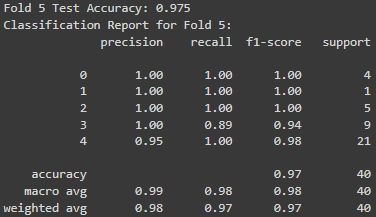 Fold 5 Test Accuracy: 0.975
Classification Report for Fold 5:
precision recall f1-score support
0 1.00 1.00 1.00 4
1 1.00 1.00 1.00 1
2 1.00 1.00 1.00 5
3 1.00 0.89 0.94 9
4 0.95 1.00 0.98 21
accuracy 0.97 40
macro avg 0.99 0.98 0.98 40
weighted avg 0.98 0.97 0.97 40